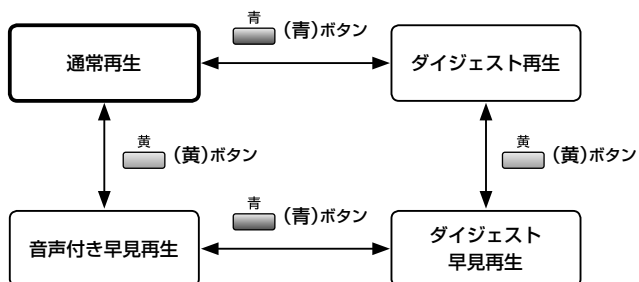 青
(青)ボタン
通常再生
ダイジェスト再生
黄
(黄)ボタン
黄
(黄)ボタン
青
(青)ボタン
音声付き早見再生
ダイジェスト
早見再生